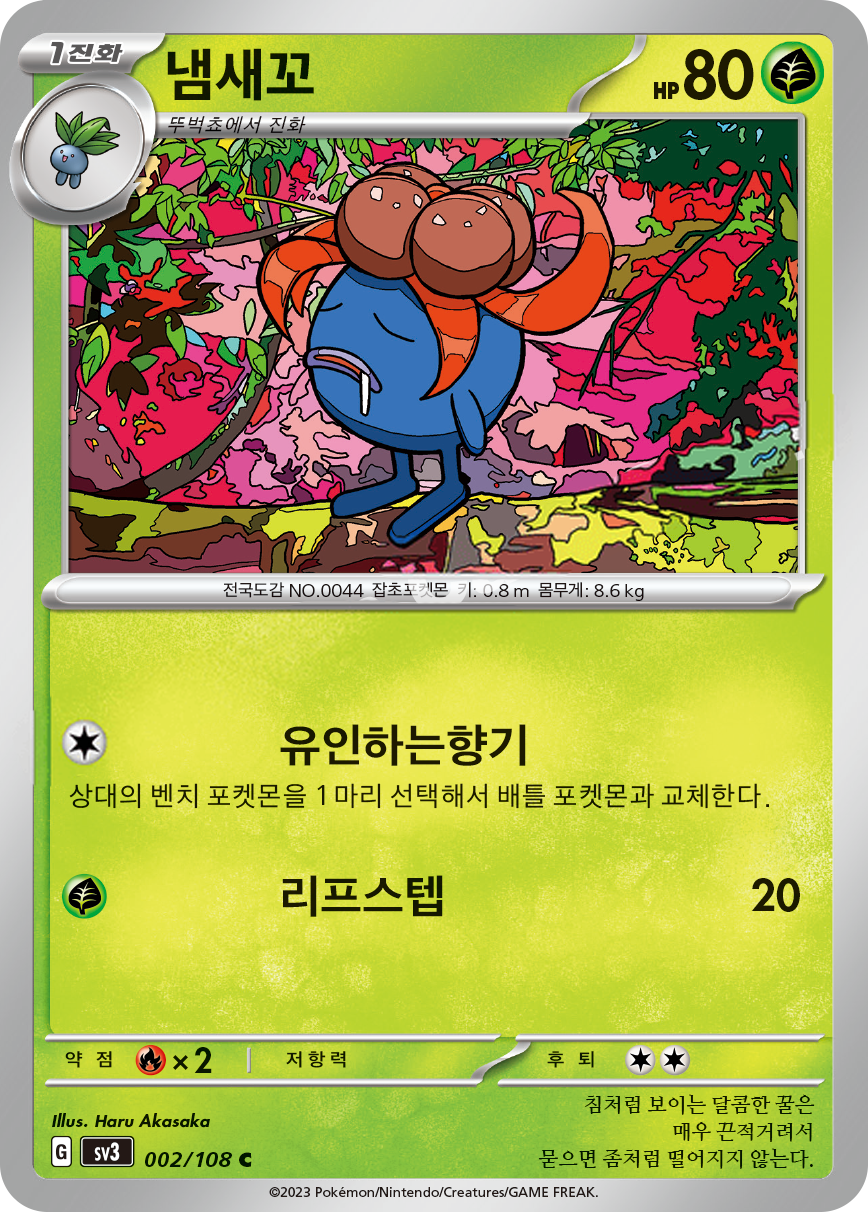 1진화
냄새꼬
HP 80
뚜벅쵸에서 진화
전국도감 NO.0044 잡초포켓몬 키: 0.8 m 몸무게: 8.6 kg
유인하는향기
상대의 벤치 포켓몬을 1마리 선택해서 배틀 포켓몬과 교체한다.
리프스텝 20
약점 ×2 저항력 후퇴
침처럼 보이는 달콤한 꿀은
매우 끈적거려서
묻으면 좀처럼 떨어지지 않는다.
Illus. Haru Akasaka
G sv3 002/108 C
©2023 Pokémon/Nintendo/Creatures/GAME FREAK.